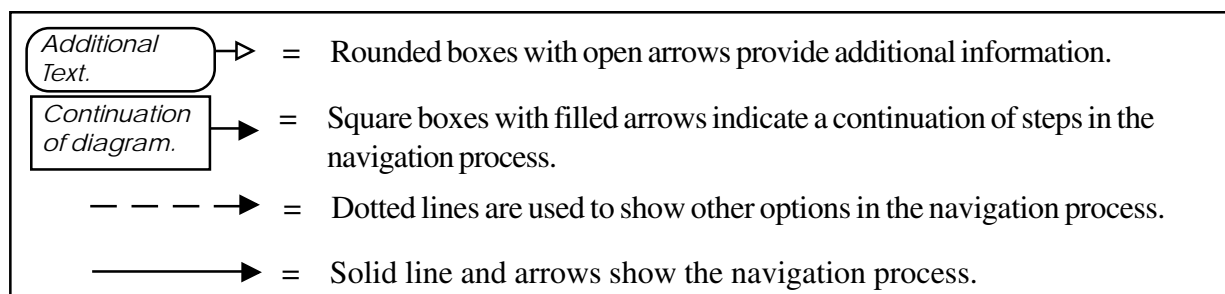 Additional
Text.
= Rounded boxes with open arrows provide additional information.
Continuation
of diagram.
= Square boxes with filled arrows indicate a continuation of steps in the
navigation process.
= Dotted lines are used to show other options in the navigation process.
= Solid line and arrows show the navigation process.